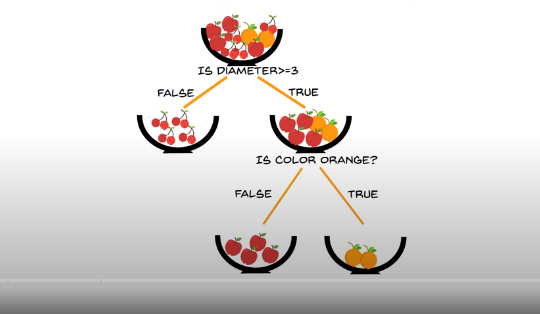 IS DIAMETER>=3
FALSE
TRUE
IS COLOR ORANGE?
FALSE
TRUE